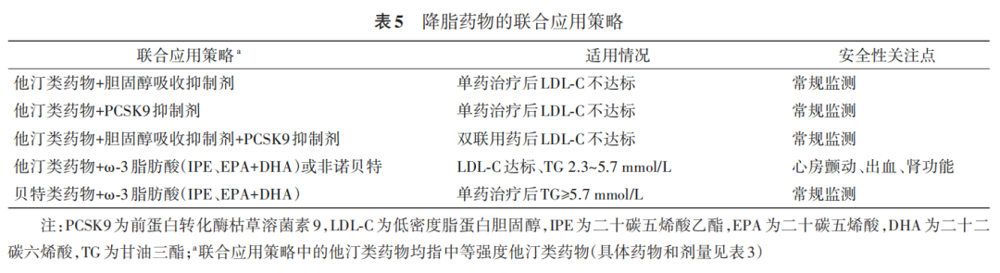 表5 降脂药物的联合应用策略
联合应用策略a 适用情况 安全性关注点
他汀类药物+胆固醇吸收抑制剂 单药治疗后LDL-C不达标 常规监测
他汀类药物+PCSK9抑制剂 单药治疗后LDL-C不达标 常规监测
他汀类药物+胆固醇吸收抑制剂+PCSK9抑制剂 双联用药后LDL-C不达标 常规监测
他汀类药物+ω-3脂肪酸(IPE、EPA+DHA)或非诺贝特 LDL-C达标、TG 2.3~5.7 mmol/L 心房颤动、出血、肾功能
贝特类药物+ω-3脂肪酸(IPE、EPA+DHA) 单药治疗后TG≥5.7 mmol/L 常规监测
注:PCSK9为前蛋白转化酶枯草溶菌素9,LDL-C为低密度脂蛋白胆固醇,IPE为二十碳五烯酸乙酯,EPA为二十碳五烯酸,DHA为二十二
碳六烯酸,TG为甘油三酯;a联合应用策略中的他汀类药物均指中等强度他汀类药物(具体药物和剂量见表3)